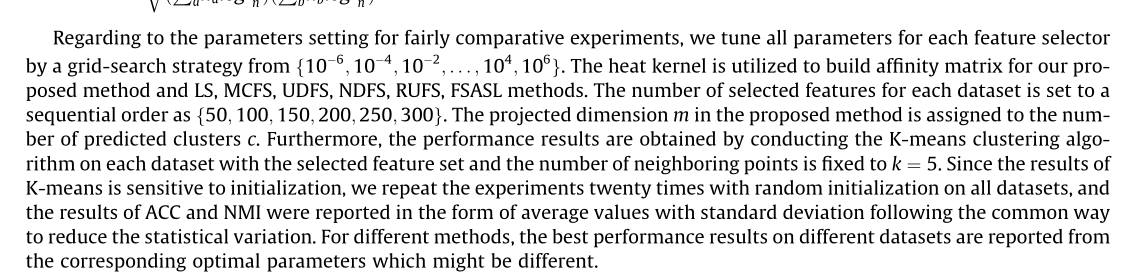 Regarding to the parameters setting for fairly comparative experiments, we tune all parameters for each feature selector
by a grid-search strategy from {10⁻⁶, 10⁻⁴, 10⁻², ..., 10⁴, 10⁶}. The heat kernel is utilized to build affinity matrix for our pro-
posed method and LS, MCFS, UDFS, NDFS, RUFS, FSASL methods. The number of selected features for each dataset is set to a
sequential order as {50, 100, 150, 200, 250, 300}. The projected dimension m in the proposed method is assigned to the num-
ber of predicted clusters c. Furthermore, the performance results are obtained by conducting the K-means clustering algo-
rithm on each dataset with the selected feature set and the number of neighboring points is fixed to k = 5. Since the results of
K-means is sensitive to initialization, we repeat the experiments twenty times with random initialization on all datasets, and
the results of ACC and NMI were reported in the form of average values with standard deviation following the common way
to reduce the statistical variation. For different methods, the best performance results on different datasets are reported from
the corresponding optimal parameters which might be different.